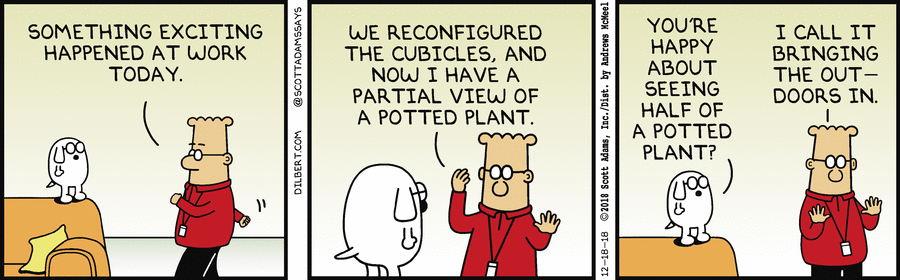 SOMETHING EXCITING
HAPPENED AT WORK
TODAY.
DILBERT.COM @SCOTTADAMSSAYS
WE RECONFIGURED
THE CUBICLES, AND
NOW I HAVE A
PARTIAL VIEW OF
A POTTED PLANT.
12-18-18 ©2018 Scott Adams, Inc./Dist. by Andrews McMeel
YOU'RE
HAPPY
ABOUT
SEEING
HALF OF
A POTTED
PLANT?
I CALL IT
BRINGING
THE OUT-
DOORS IN.